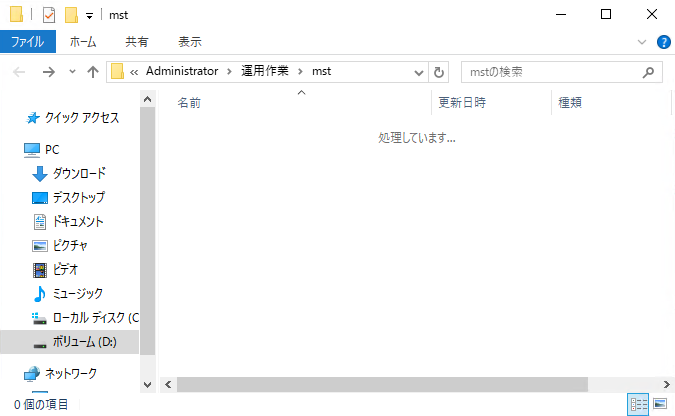 mst
ファイル ホーム 共有 表示
« Administrator 運用作業 mst mstの検索
名前 更新日時 種類
処理しています...
クイック アクセス
PC
ダウンロード
デスクトップ
ドキュメント
ピクチャ
ビデオ
ミュージック
ローカル ディスク (C
ボリューム (D:)
ネットワーク
0 個の項目